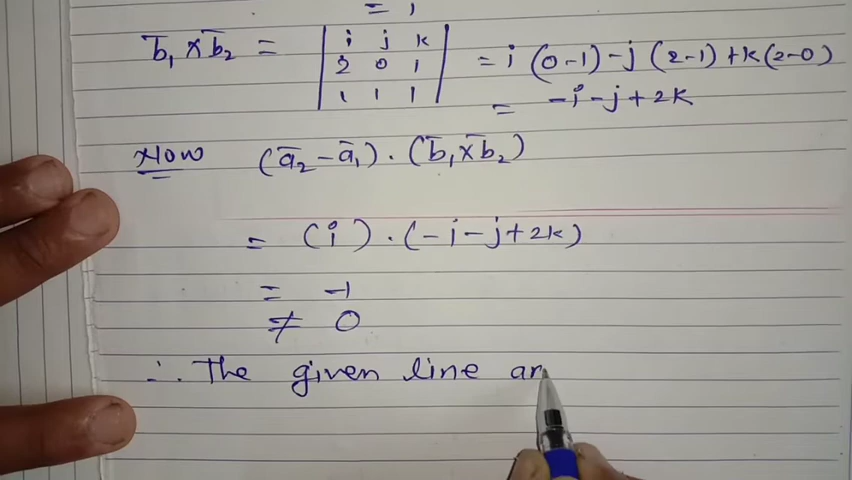 = i
b̄₁ × b̄₂ = | i j k | = i (0-1) - j (2-1) + k (2-0)
| 2 0 1 |
| 1 1 1 | = -i - j + 2k
Now (ā₂ - ā₁) · (b̄₁ × b̄₂)
= (i) · (-i - j + 2k)
= -1
≠ 0
∴ The given line ar